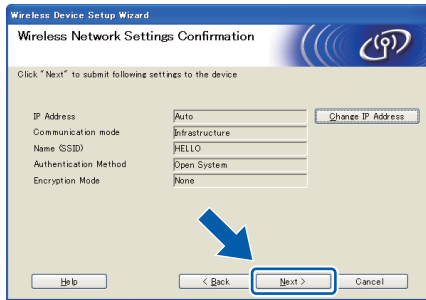 Wireless Device Setup Wizard
Wireless Network Settings Confirmation
Click "Next" to submit following settings to the device
IP Address Auto Change IP Address
Communication mode Infrastructure
Name (SSID) HELLO
Authentication Method Open System
Encryption Mode None
Help < Back Next > Cancel